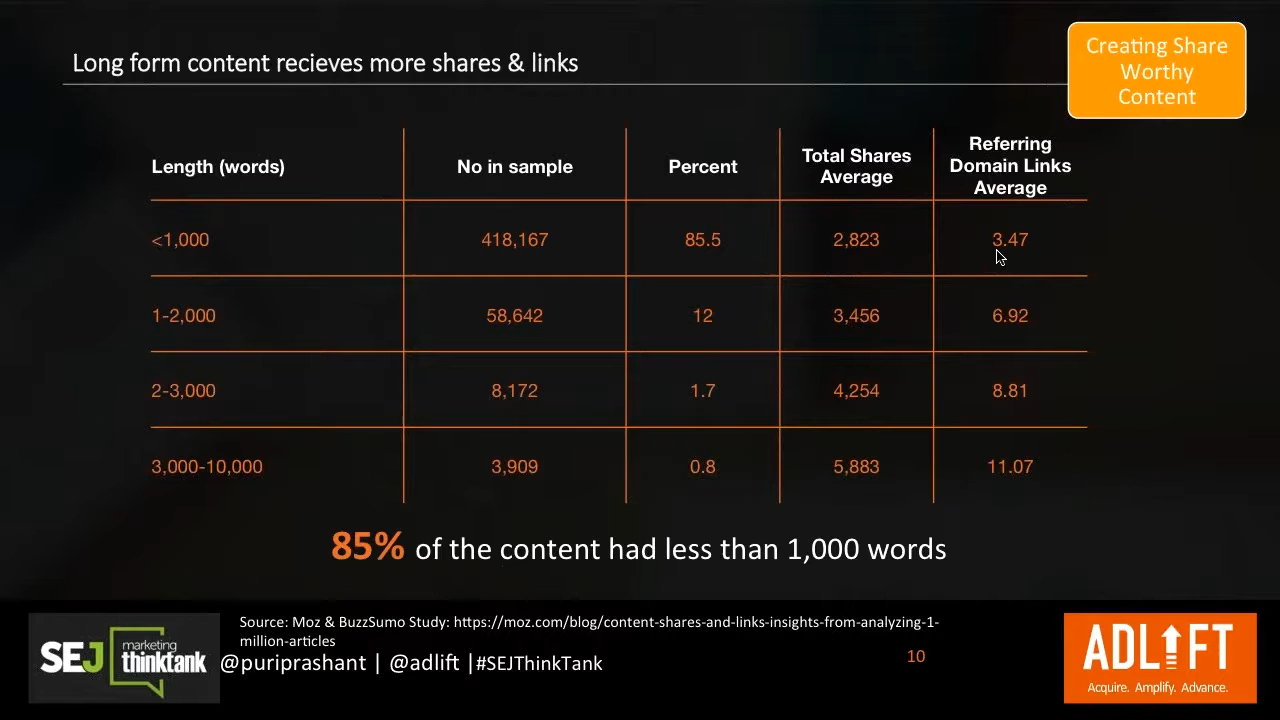 Long form content recieves more shares & links
Creating Share
Worthy
Content
Length (words) No in sample Percent Total Shares Average Referring Domain Links Average
<1,000 418,167 85.5 2,823 3.47
1-2,000 58,642 12 3,456 6.92
2-3,000 8,172 1.7 4,254 8.81
3,000-10,000 3,909 0.8 5,883 11.07
85% of the content had less than 1,000 words
Source: Moz & BuzzSumo Study: https://moz.com/blog/content-shares-and-links-insights-from-analyzing-1-
million-articles
SEJ marketing thinktank
@puriprashant | @adlift |#SEJThinkTank
10
ADLIFT
Acquire. Amplify. Advance.